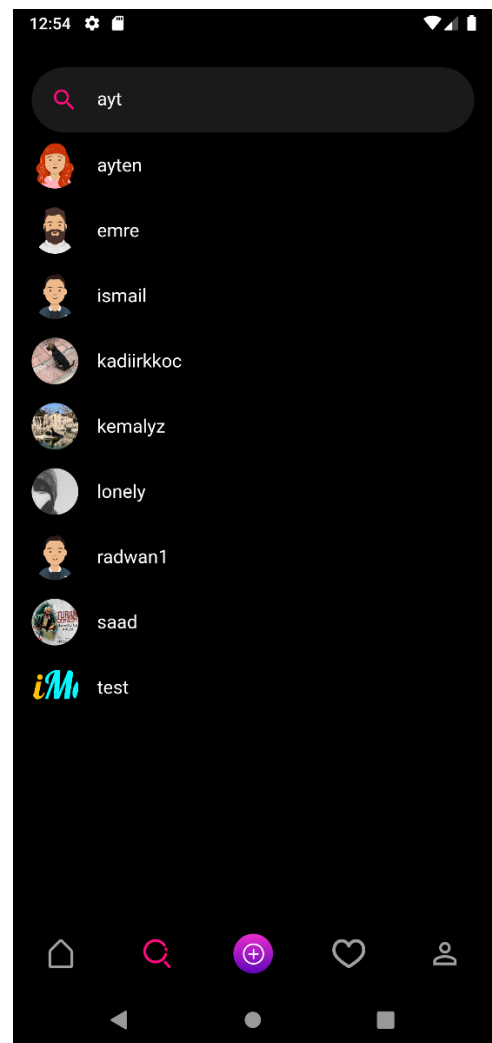 12:54
ayt
ayten
emre
ismail
kadiirkkoc
kemalyz
lonely
radwan1
saad
iM
test